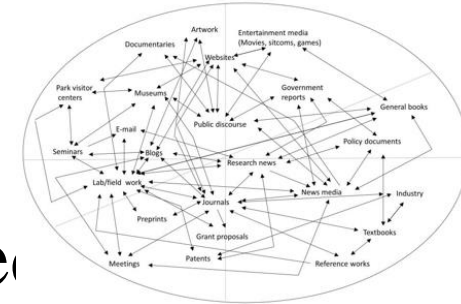 Artwork
Documentaries
Entertainment media
(Movies, sitcoms, games)
Websites
Park visitor
centers
Museums
Government
reports
General books
Public discourse
E-mail
Policy documents
Seminars
Blogs
Research news
Lab/field work
News media
Industry
Journals
Preprints
Grant proposals
Textbooks
Meetings
Patents
Reference works